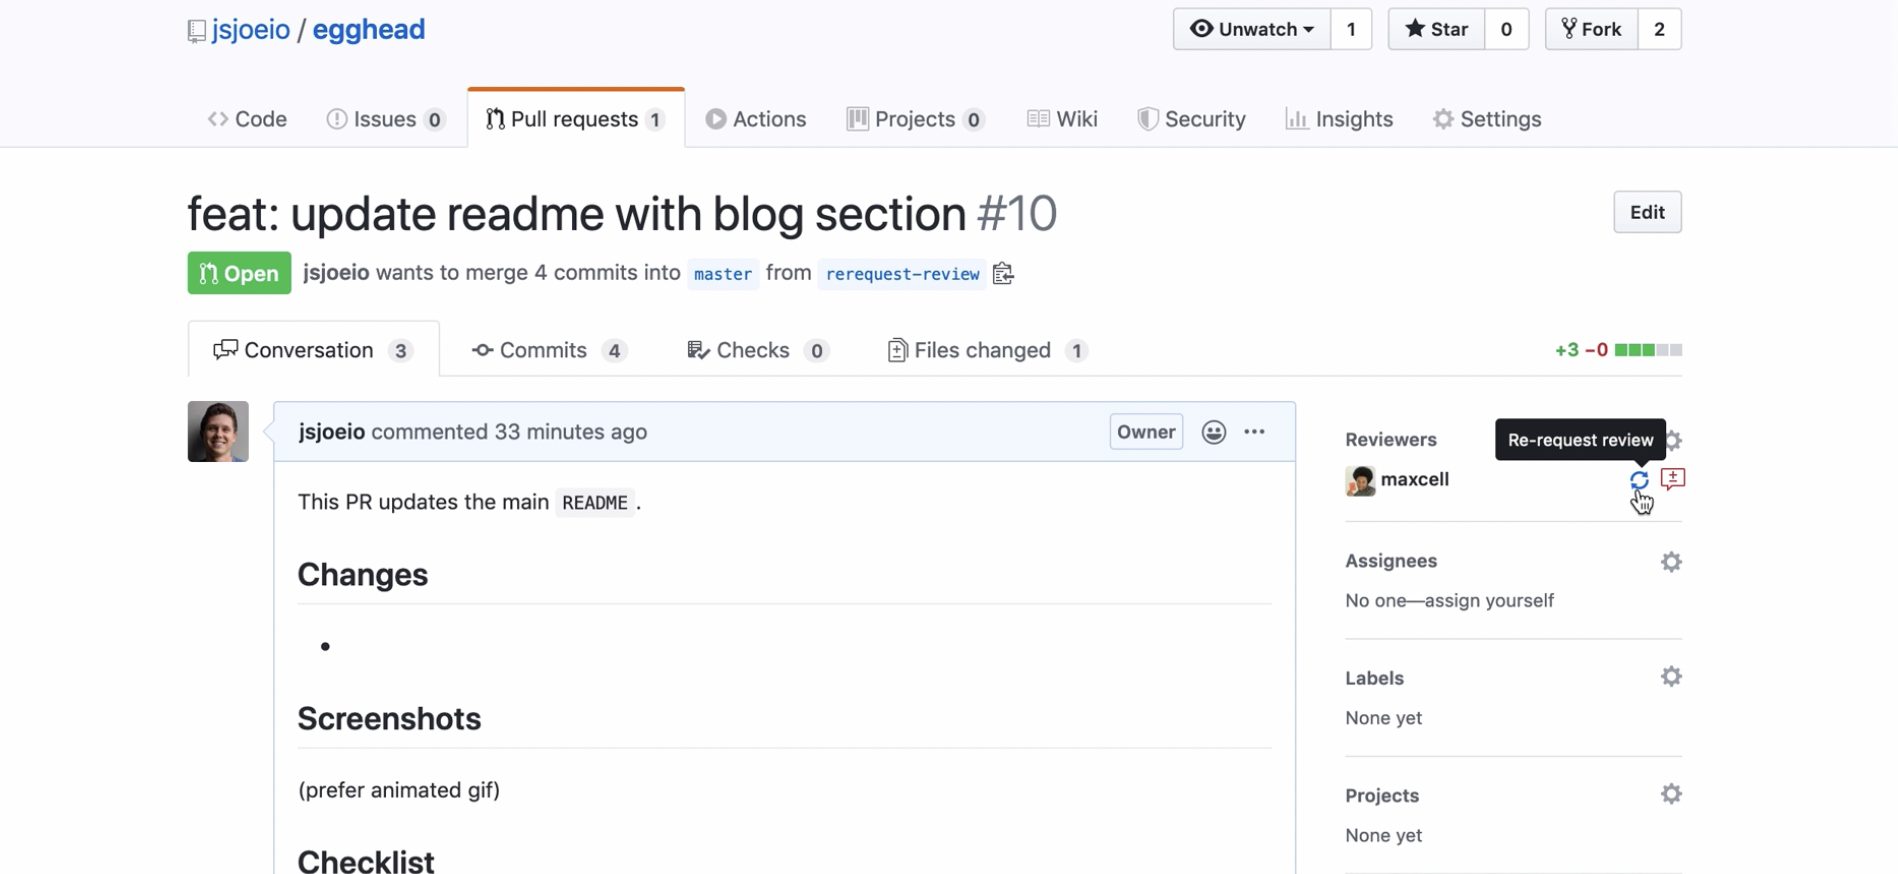 jsjoeio / egghead
Unwatch 1
Star 0
Fork 2
Code
Issues 0
Pull requests 1
Actions
Projects 0
Wiki
Security
Insights
Settings
feat: update readme with blog section #10
Edit
Open jsjoeio wants to merge 4 commits into master from rerequest-review
Conversation 3
Commits 4
Checks 0
Files changed 1
+3 −0
jsjoeio commented 33 minutes ago
Owner
This PR updates the main README.
Changes
Screenshots
(prefer animated gif)
Checklist
Reviewers
Re-request review
maxcell
Assignees
No one—assign yourself
Labels
None yet
Projects
None yet